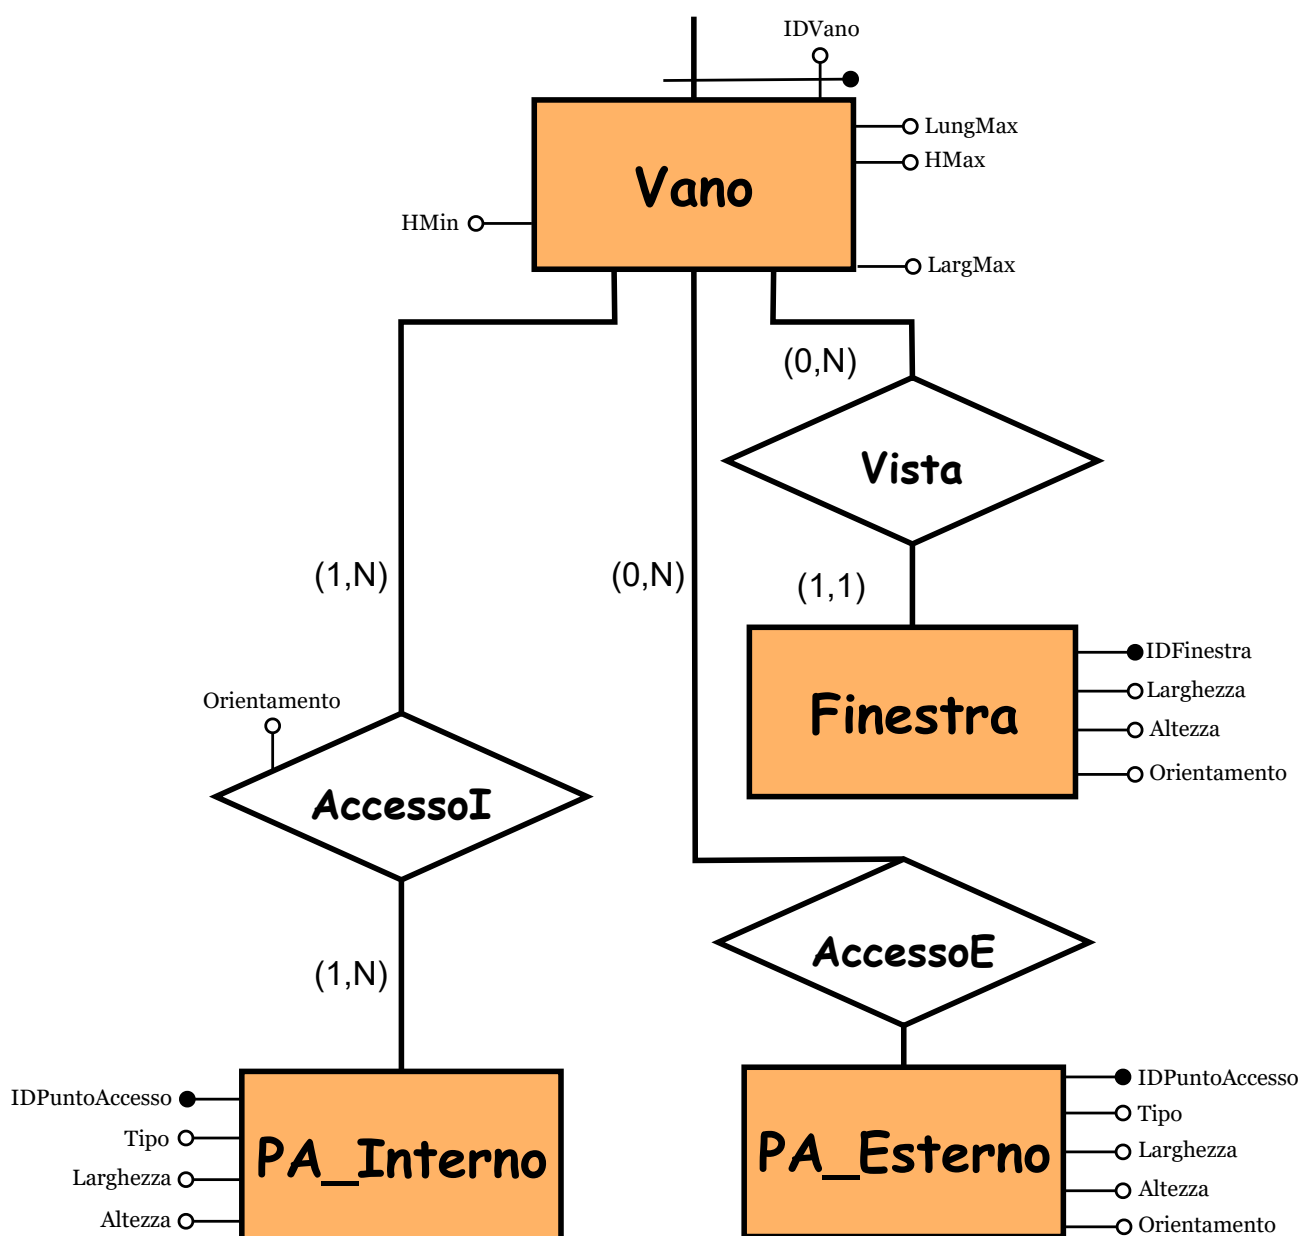 IDVano
LungMax
HMax
Vano
HMin
LargMax
(0,N)
Vista
(1,N)
(0,N)
(1,1)
IDFinestra
Larghezza
Altezza
Orientamento
Finestra
Orientamento
AccessoI
AccessoE
(1,N)
IDPuntoAccesso
Tipo
Larghezza
Altezza
PA_Interno
PA_Esterno
IDPuntoAccesso
Tipo
Larghezza
Altezza
Orientamento